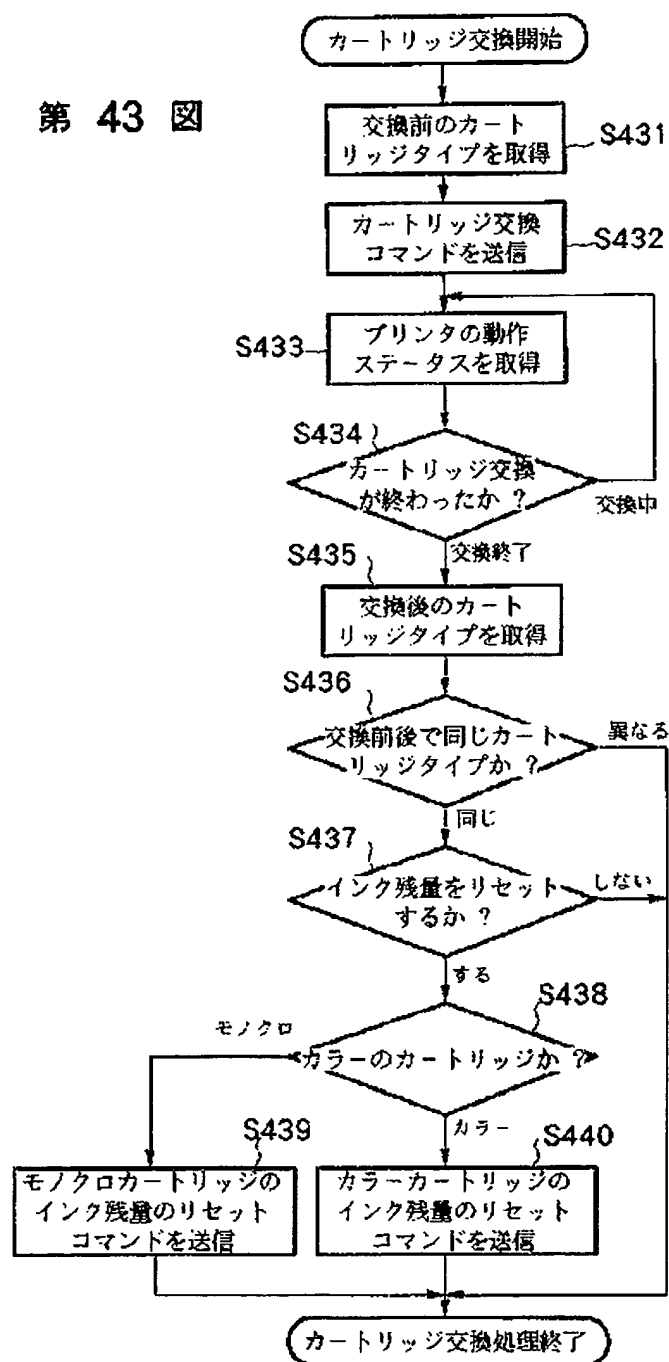 カートリッジ交換開始
第 43 図
交換前のカート
リッジタイプを取得
S431
カートリッジ交換
コマンドを送信
S432
プリンタの動作
ステータスを取得
S433
S434
カートリッジ交換
が終わったか ?
交換中
交換終了
S435
交換後のカート
リッジタイプを取得
S436
交換前後で同じカート
リッジタイプか ?
異なる
同じ
S437
インク残量をリセット
するか ?
しない
する
S438
モノクロ
カラーのカートリッジか ?
カラー
S439
モノクロカートリッジの
インク残量のリセット
コマンドを送信
S440
カラーカートリッジの
インク残量のリセット
コマンドを送信
カートリッジ交換処理終了